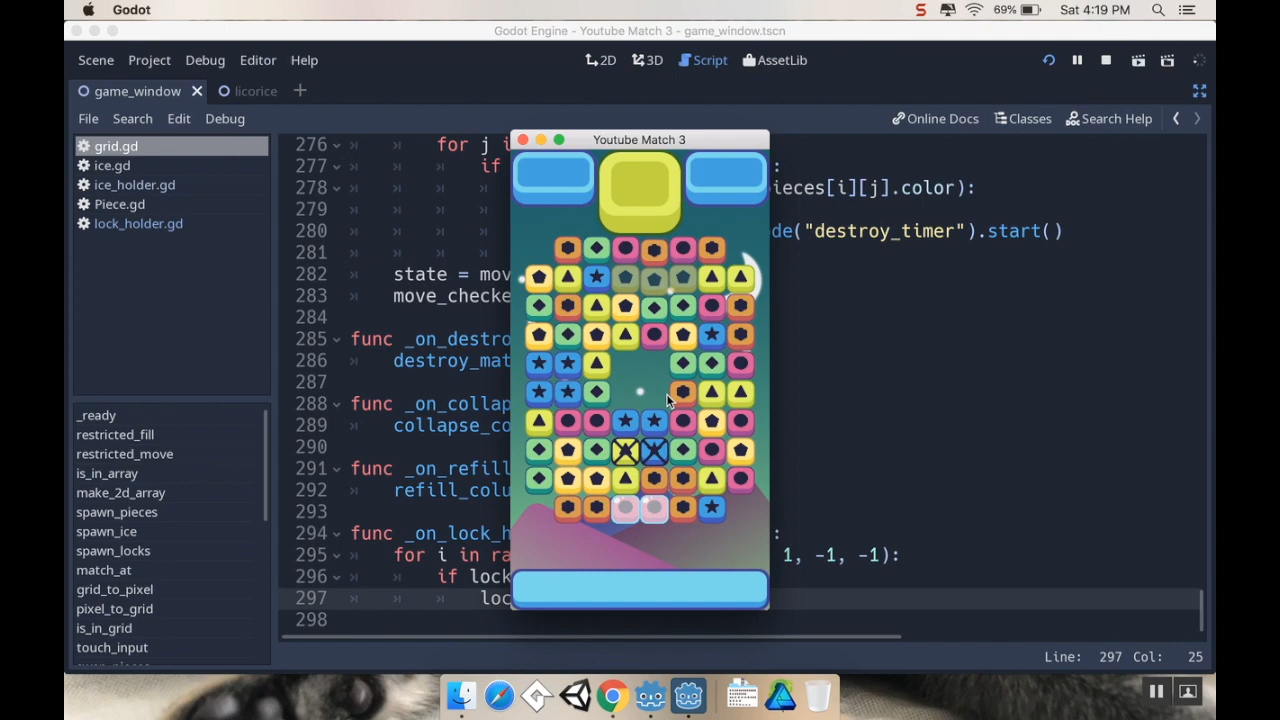 Godot
69%
Sat 4:19 PM
Godot Engine - Youtube Match 3 - game_window.tscn
Scene Project Debug Editor Help
2D 3D Script AssetLib
game_window
licorice
File Search Edit Debug
Online Docs Classes Search Help
grid.gd
ice.gd
ice_holder.gd
Piece.gd
lock_holder.gd
_ready
restricted_fill
restricted_move
is_in_array
make_2d_array
spawn_pieces
spawn_ice
spawn_locks
match_at
grid_to_pixel
pixel_to_grid
is_in_grid
touch_input
swap_pieces
Youtube Match 3
276 for j i
277 if :
278 ieces[i][j].color):
279
280 de("destroy_timer").start()
281
282 state = mov
283 move_checke
284
285 func _on_destro
286 destroy_mat
287
288 func _on_collap
289 collapse_co
290
291 func _on_refill
292 refill_colu
293
294 func _on_lock_h :
295 for i in ra 1, -1, -1):
296 if lock
297 loc
298
Line: 297 Col: 25